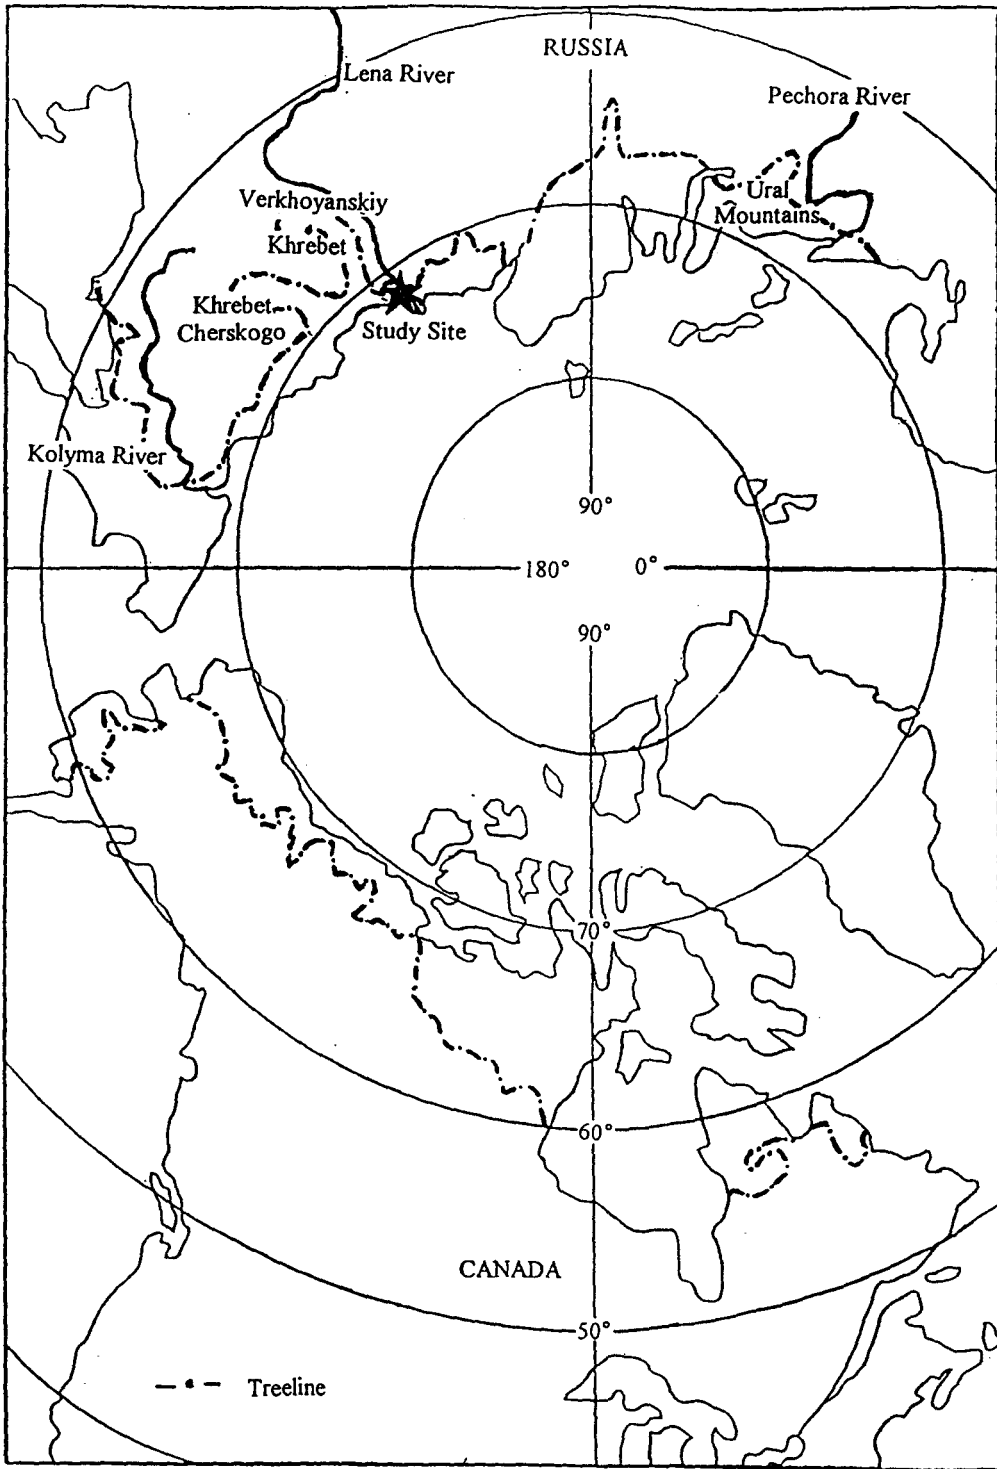 RUSSIA
Lena River
Pechora River
Verkhoyanskiy
Khrebet
Ural
Mountains
Khrebet
Cherskogo
Study Site
Kolyma River
90°
180°
0°
90°
70°
60°
CANADA
50°
Treeline